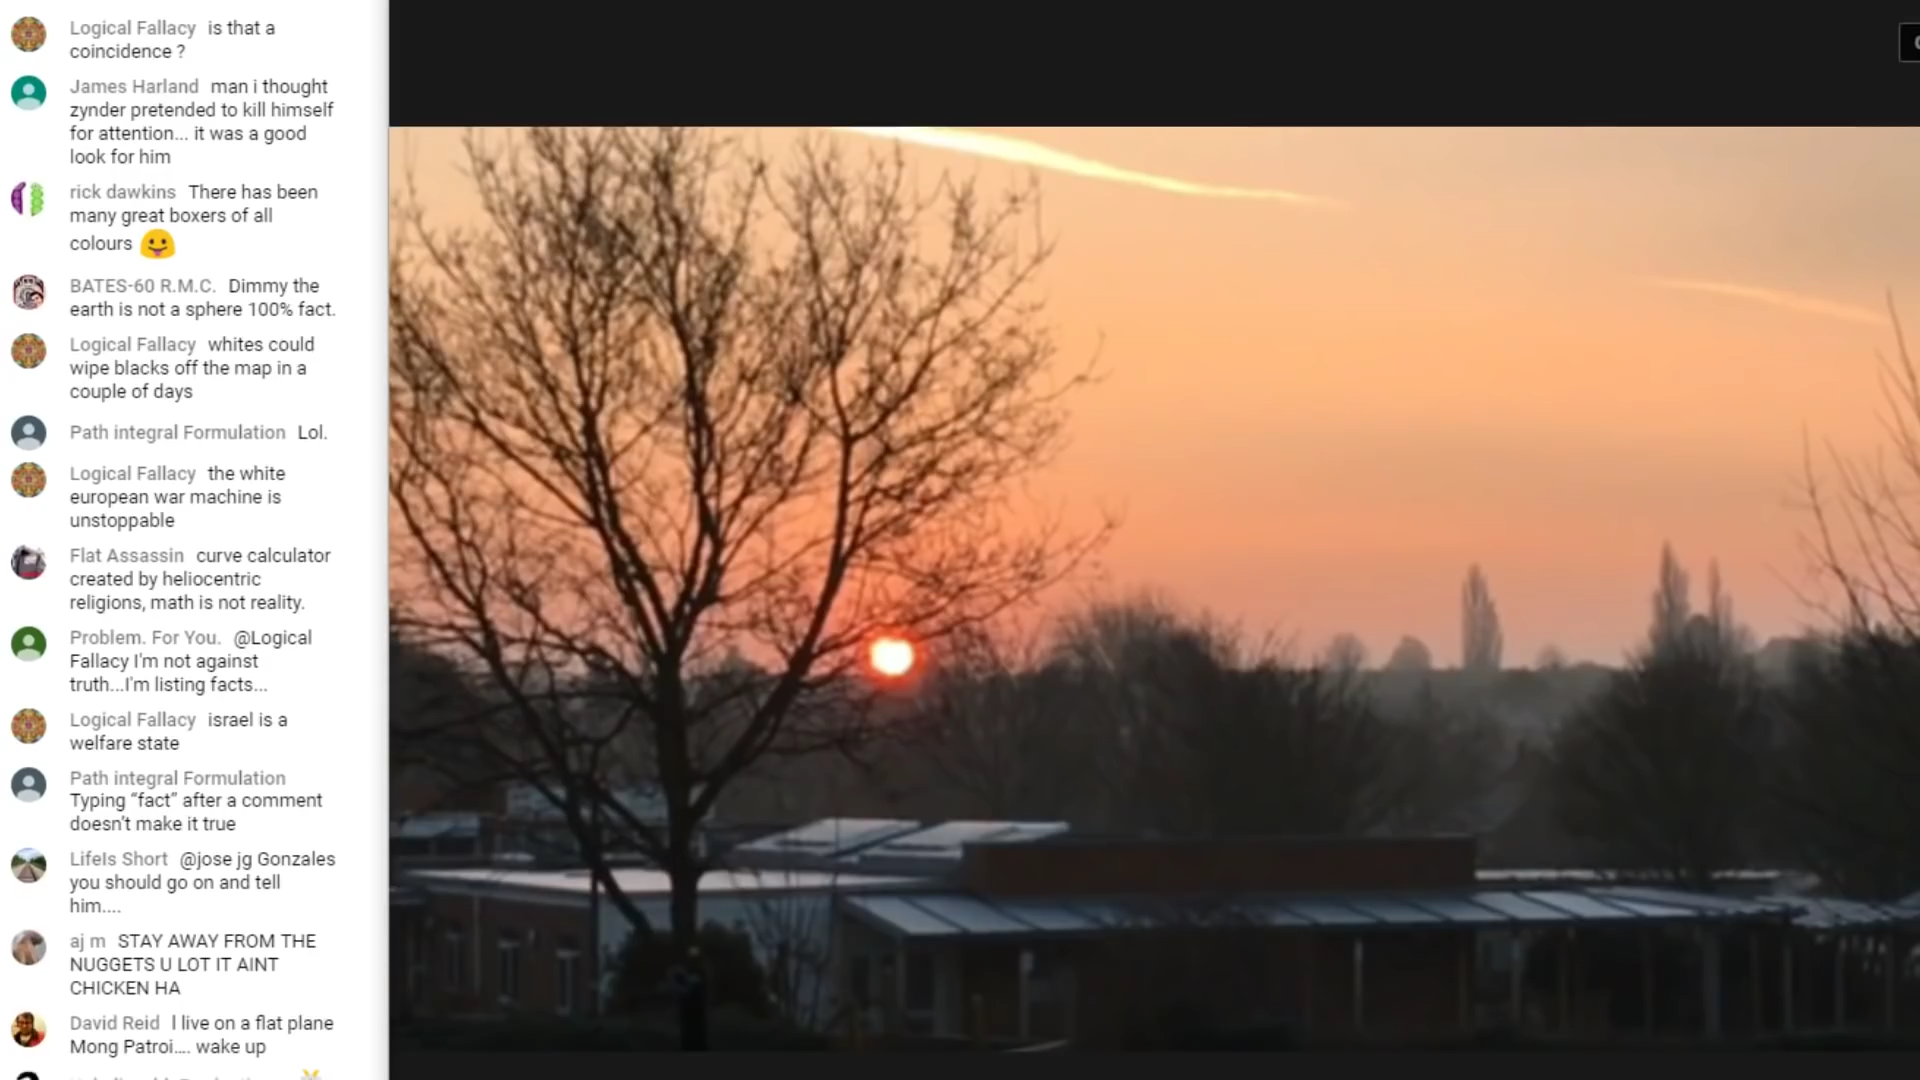 Logical Fallacy is that a
coincidence ?
James Harland man i thought
zynder pretended to kill himself
for attention... it was a good
look for him
rick dawkins There has been
many great boxers of all
colours 😛
BATES-60 R.M.C. Dimmy the
earth is not a sphere 100% fact.
Logical Fallacy whites could
wipe blacks off the map in a
couple of days
Path integral Formulation Lol.
Logical Fallacy the white
european war machine is
unstoppable
Flat Assassin curve calculator
created by heliocentric
religions, math is not reality.
Problem. For You. @Logical
Fallacy I'm not against
truth...I'm listing facts...
Logical Fallacy israel is a
welfare state
Path integral Formulation
Typing “fact” after a comment
doesn’t make it true
LifeIs Short @jose jg Gonzales
you should go on and tell
him....
aj m STAY AWAY FROM THE
NUGGETS U LOT IT AINT
CHICKEN HA
David Reid I live on a flat plane
Mong Patroi.... wake up